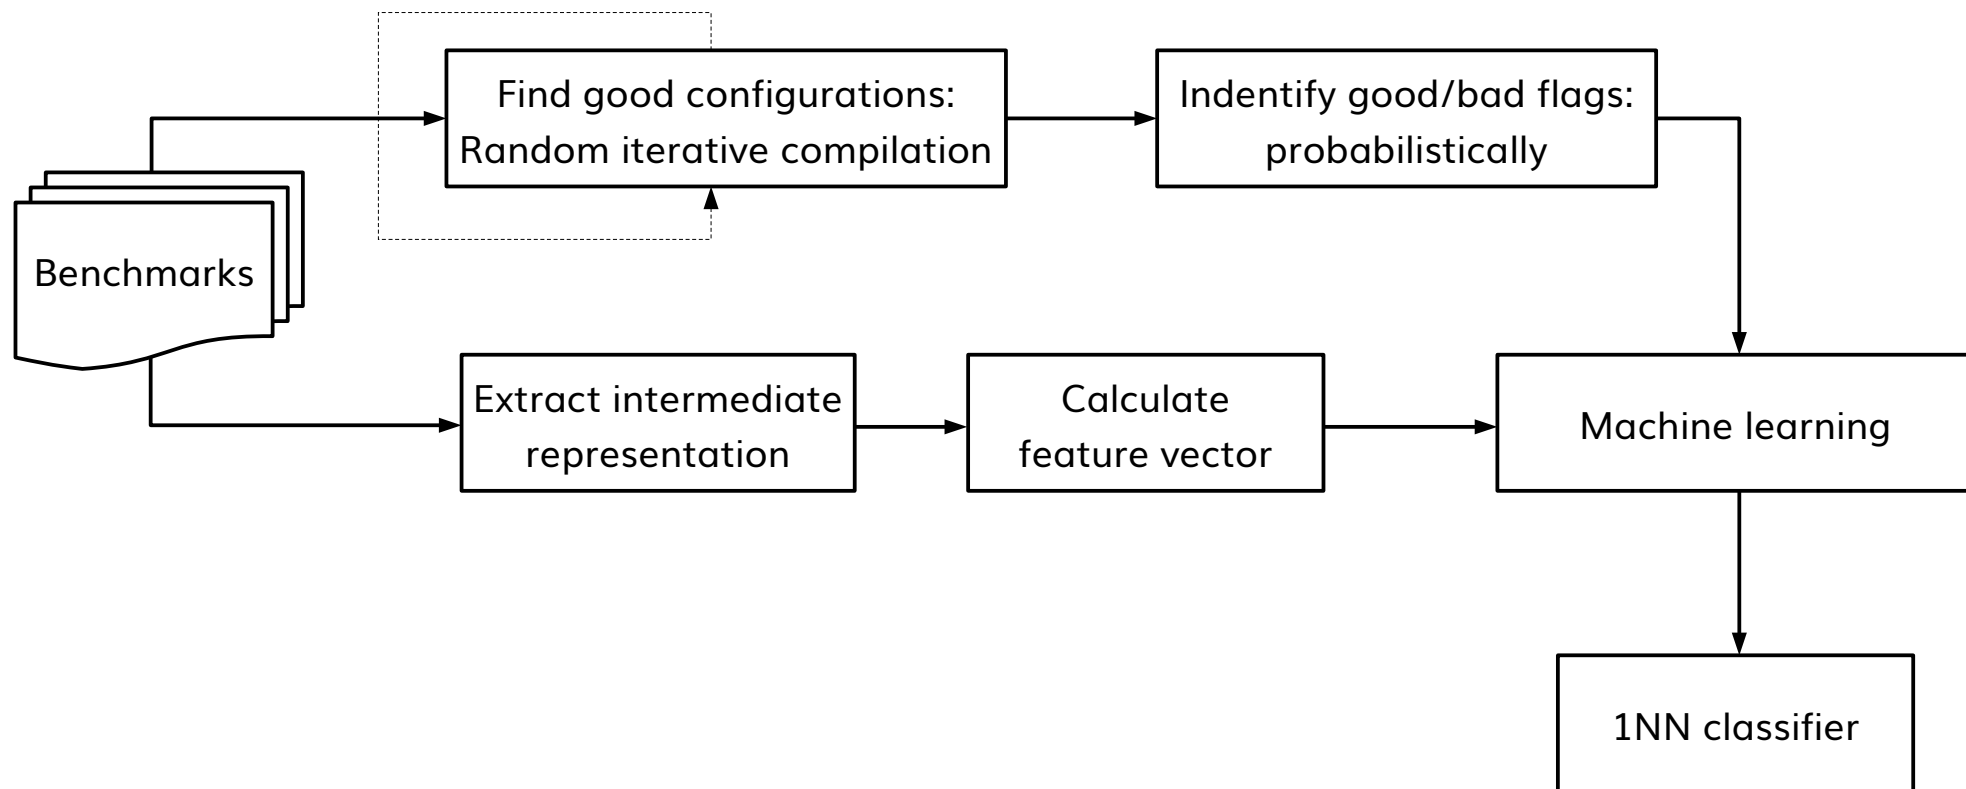 Find good configurations:
Random iterative compilation
Indentify good/bad flags:
probabilistically
Benchmarks
Extract intermediate
representation
Calculate
feature vector
Machine learning
1NN classifier